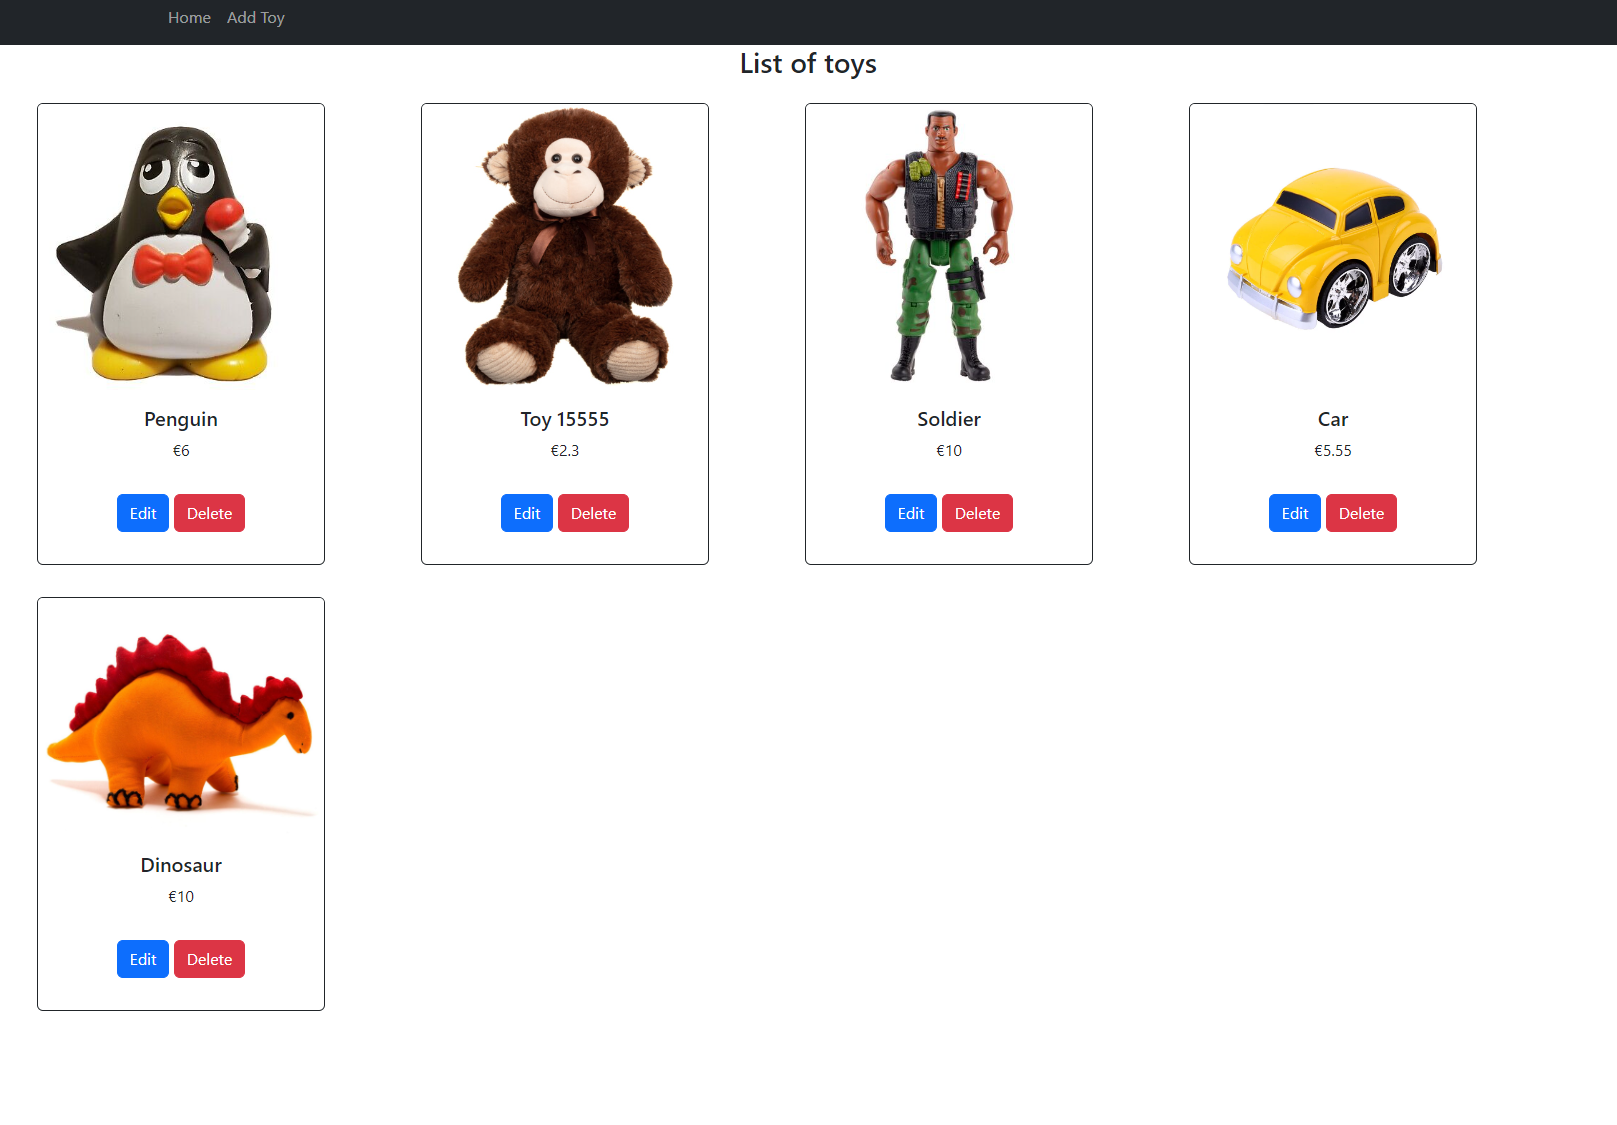 Home Add Toy
List of toys
Penguin
€6
Edit Delete
Toy 15555
€2.3
Edit Delete
Soldier
€10
Edit Delete
Car
€5.55
Edit Delete
Dinosaur
€10
Edit Delete